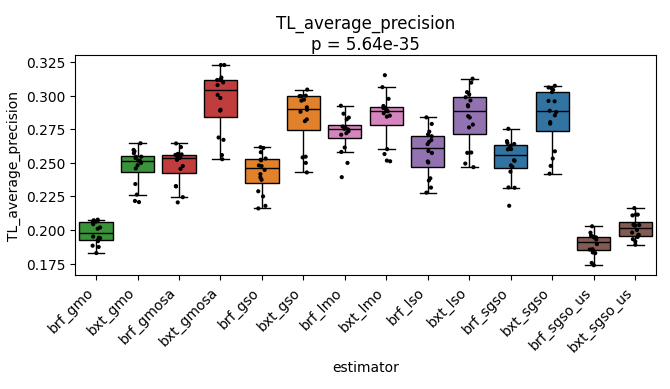 TL_average_precision
p = 5.64e-35
0.325
0.300
0.275
0.250
0.225
0.200
0.175
TL_average_precision
brf_gmo
bxt_gmo
brf_gmosa
bxt_gmosa
brf_gso
bxt_gso
brf_lmo
bxt_lmo
brf_lso
bxt_lso
brf_sgso
bxt_sgso
brf_sgso_us
bxt_sgso_us
estimator